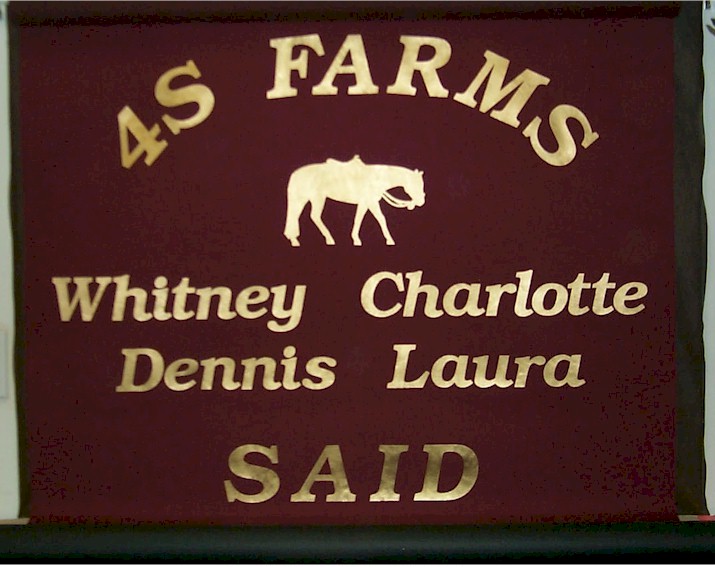 4S FARMS
Whitney Charlotte
Dennis Laura
SAID